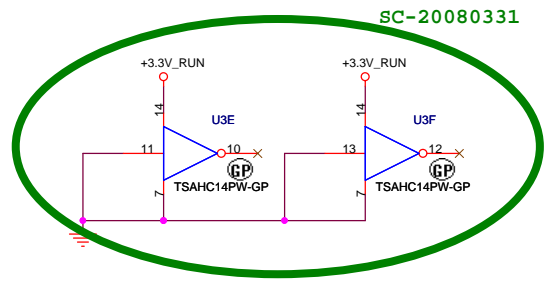 SC-20080331
+3.3V_RUN +3.3V_RUN
14 14
U3E U3F
11 10 13 12
GP GP
TSAHC14PW-GP TSAHC14PW-GP
7 7